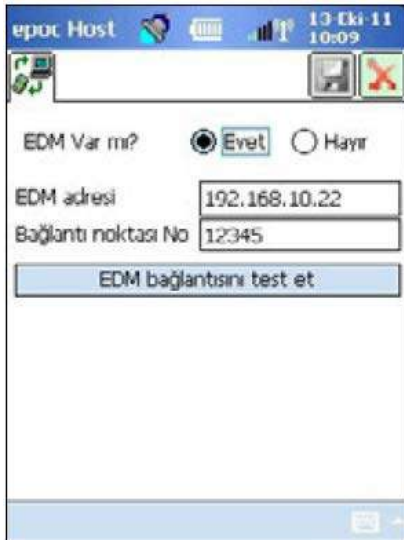 epoc Host
13-Eki-11
10:09
EDM Var mı?
Evet
Hayır
EDM adresi
192.168.10.22
Bağlantı noktası No
12345
EDM bağlantısını test et